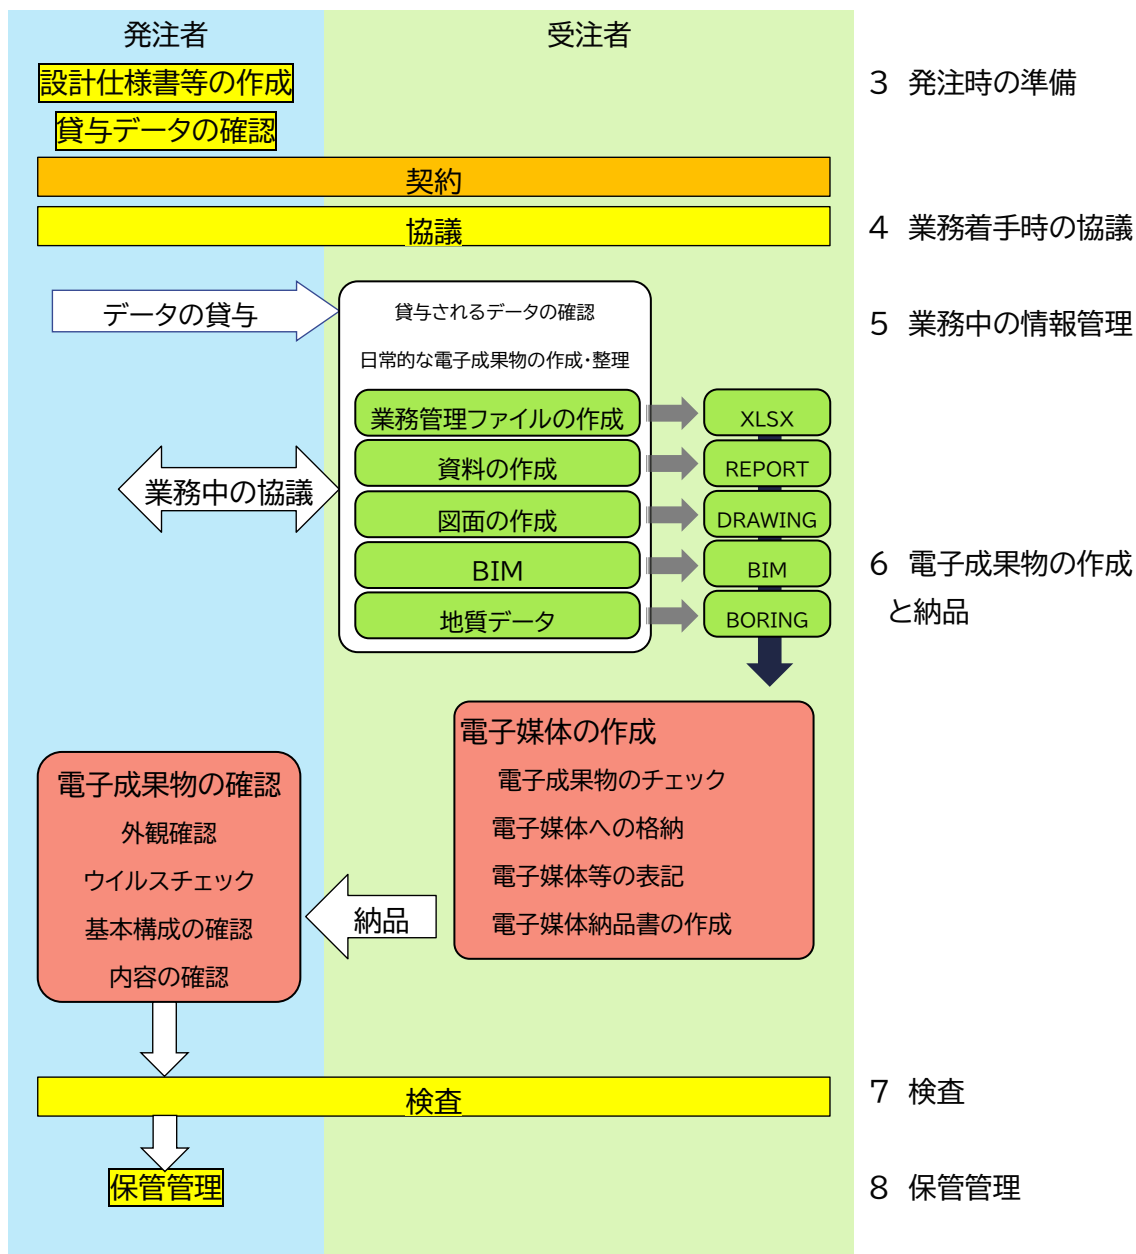 発注者
受注者
設計仕様書等の作成
3 発注時の準備
貸与データの確認
契約
協議
4 業務着手時の協議
データの貸与
貸与されるデータの確認
5 業務中の情報管理
日常的な電子成果物の作成・整理
業務管理ファイルの作成
XLSX
資料の作成
REPORT
業務中の協議
図面の作成
DRAWING
BIM
BIM
6 電子成果物の作成
と納品
地質データ
BORING
電子媒体の作成
電子成果物のチェック
電子媒体への格納
電子媒体等の表記
電子媒体納品書の作成
納品
電子成果物の確認
外観確認
ウイルスチェック
基本構成の確認
内容の確認
検査
7 検査
保管管理
8 保管管理